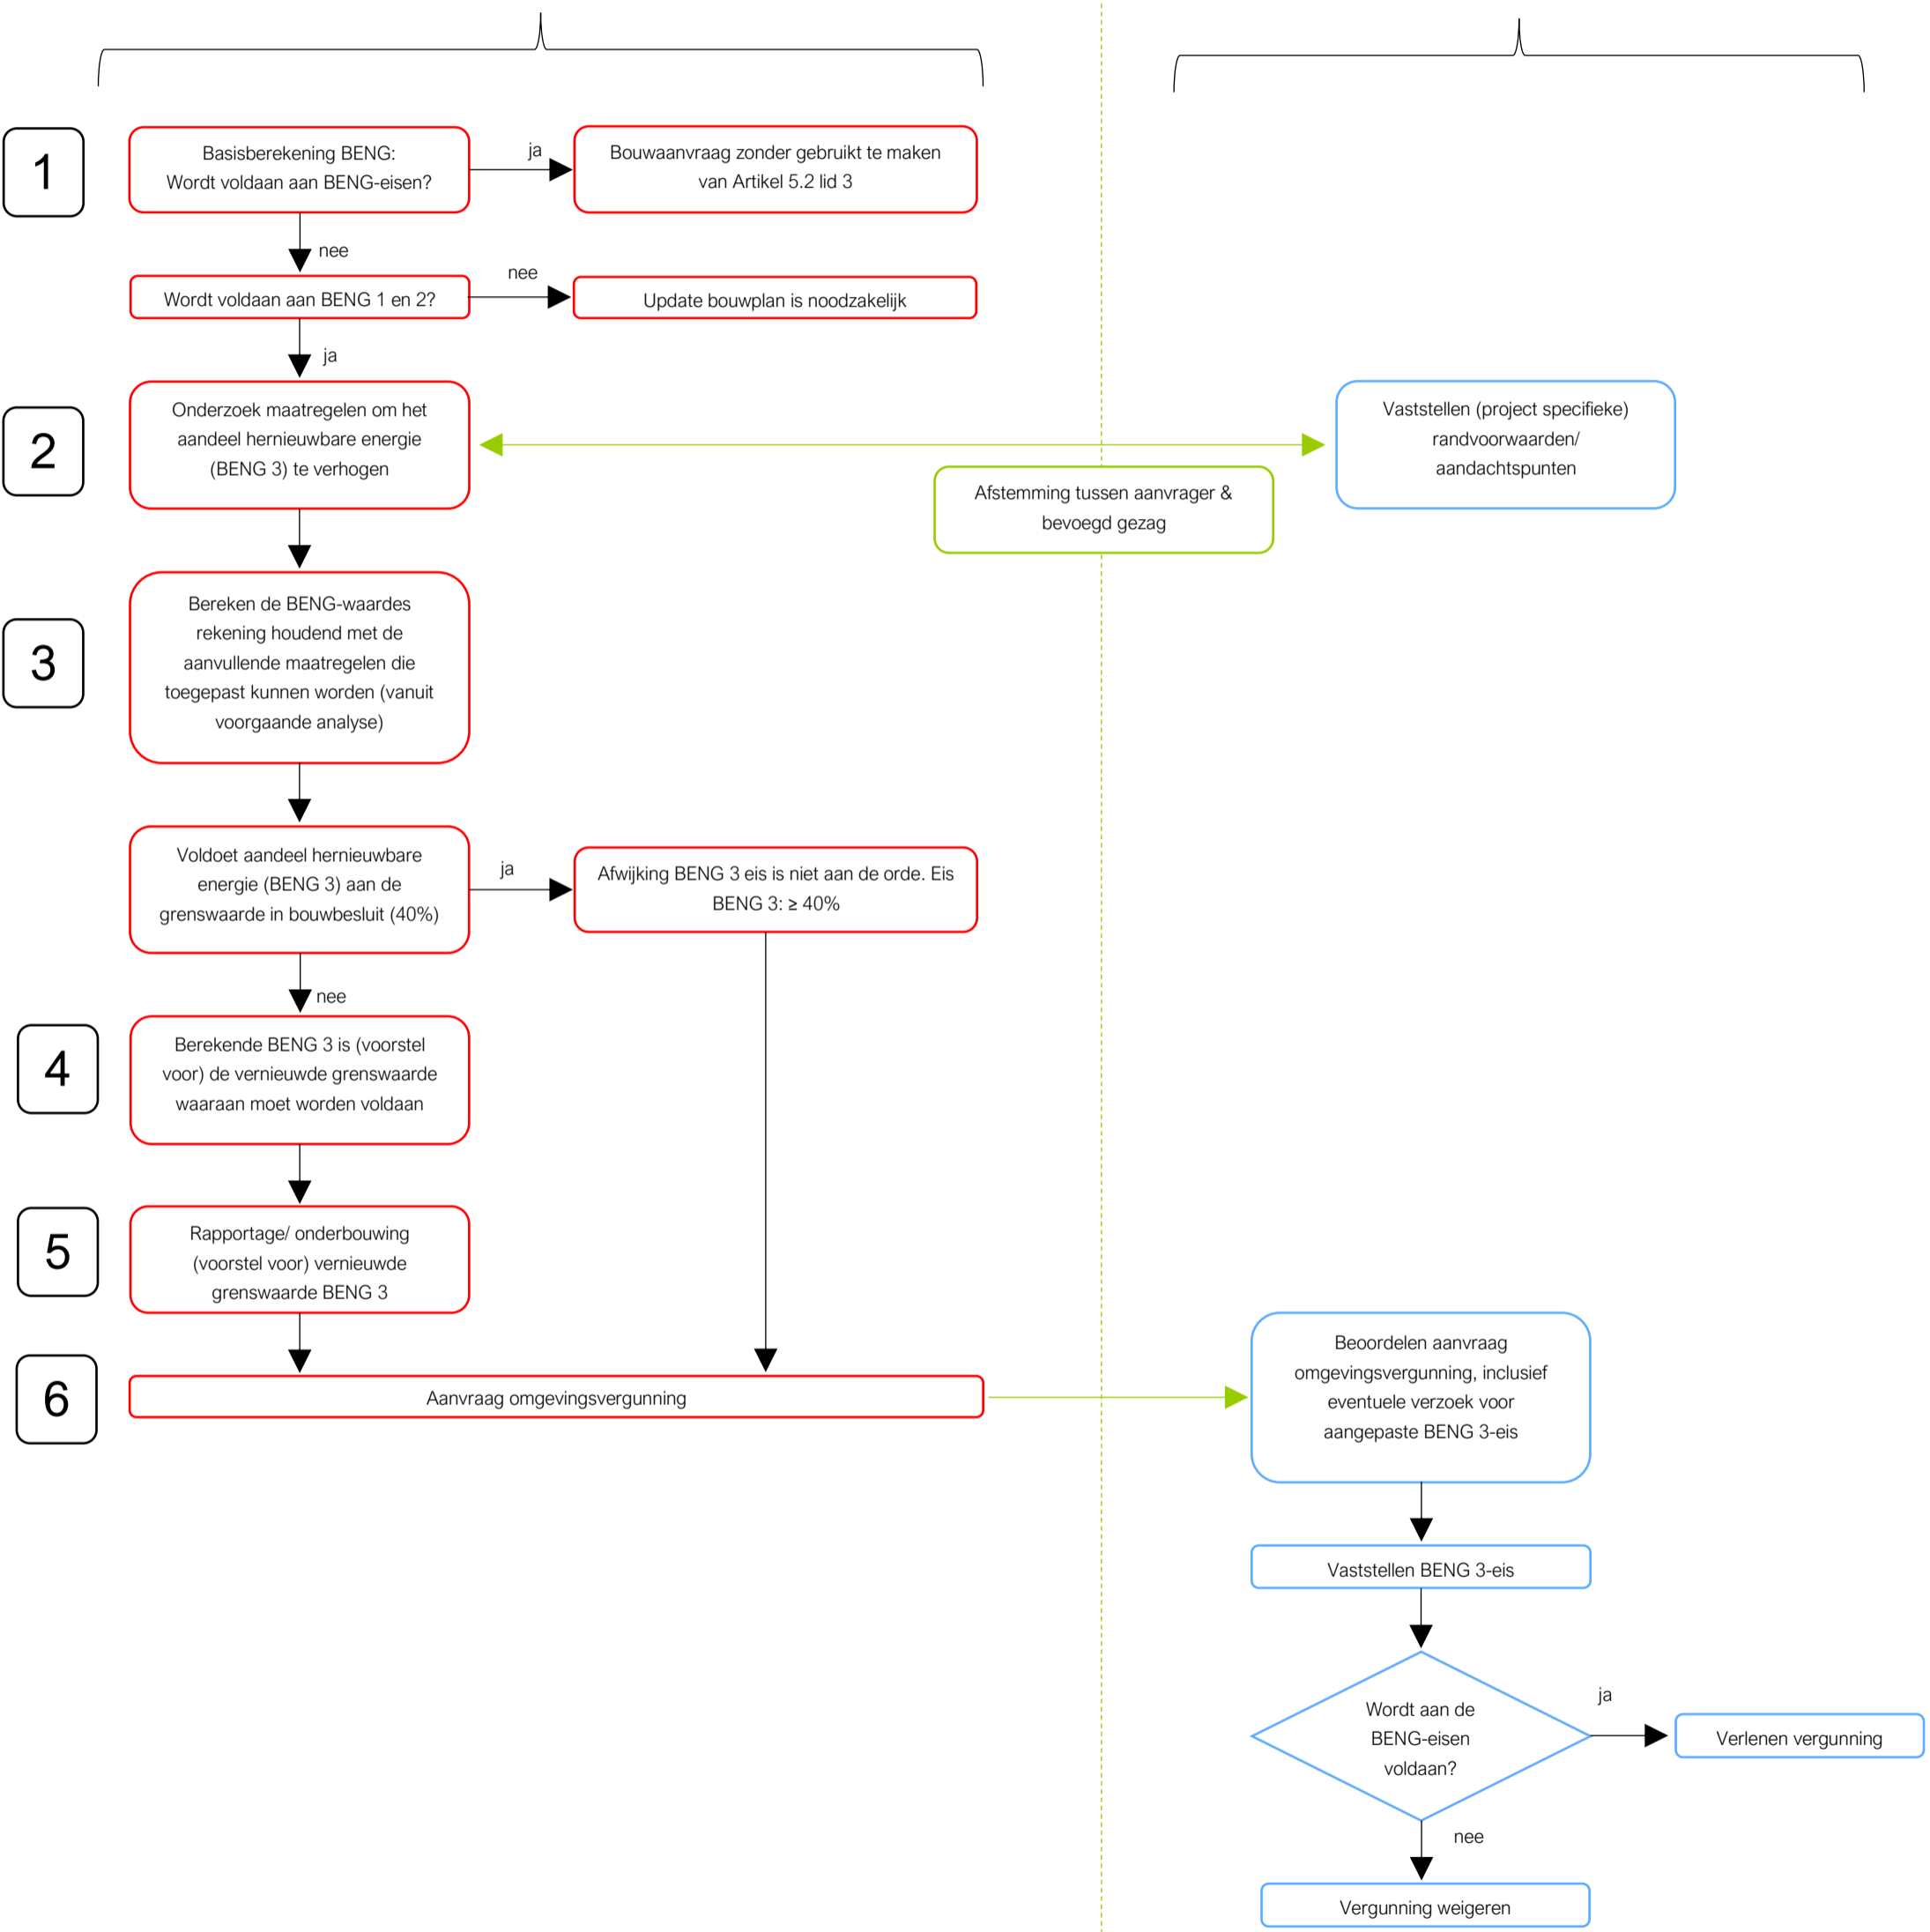 1
Basisberekening BENG:
Wordt voldaan aan BENG-eisen?
ja
Bouwaanvraag zonder gebruikt te maken
van Artikel 5.2 lid 3
nee
Wordt voldaan aan BENG 1 en 2?
nee
Update bouwplan is noodzakelijk
ja
2
Onderzoek maatregelen om het
aandeel hernieuwbare energie
(BENG 3) te verhogen
Vaststellen (project specifieke)
randvoorwaarden/
aandachtspunten
Afstemming tussen aanvrager &
bevoegd gezag
3
Bereken de BENG-waardes
rekening houdend met de
aanvullende maatregelen die
toegepast kunnen worden (vanuit
voorgaande analyse)
Voldoet aandeel hernieuwbare
energie (BENG 3) aan de
grenswaarde in bouwbesluit (40%)
ja
Afwijking BENG 3 eis is niet aan de orde. Eis
BENG 3: ≥ 40%
nee
4
Berekende BENG 3 is (voorstel
voor) de vernieuwde grenswaarde
waaraan moet worden voldaan
5
Rapportage/ onderbouwing
(voorstel voor) vernieuwde
grenswaarde BENG 3
6
Aanvraag omgevingsvergunning
Beoordelen aanvraag
omgevingsvergunning, inclusief
eventuele verzoek voor
aangepaste BENG 3-eis
Vaststellen BENG 3-eis
Wordt aan de
BENG-eisen
voldaan?
ja
Verlenen vergunning
nee
Vergunning weigeren